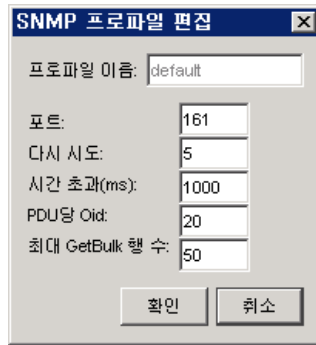 SNMP 프로파일 편집
프로파일 이름: default
포트: 161
다시 시도: 5
시간 초과(ms): 1000
PDU당 Oid: 20
최대 GetBulk 행 수: 50
확인 취소